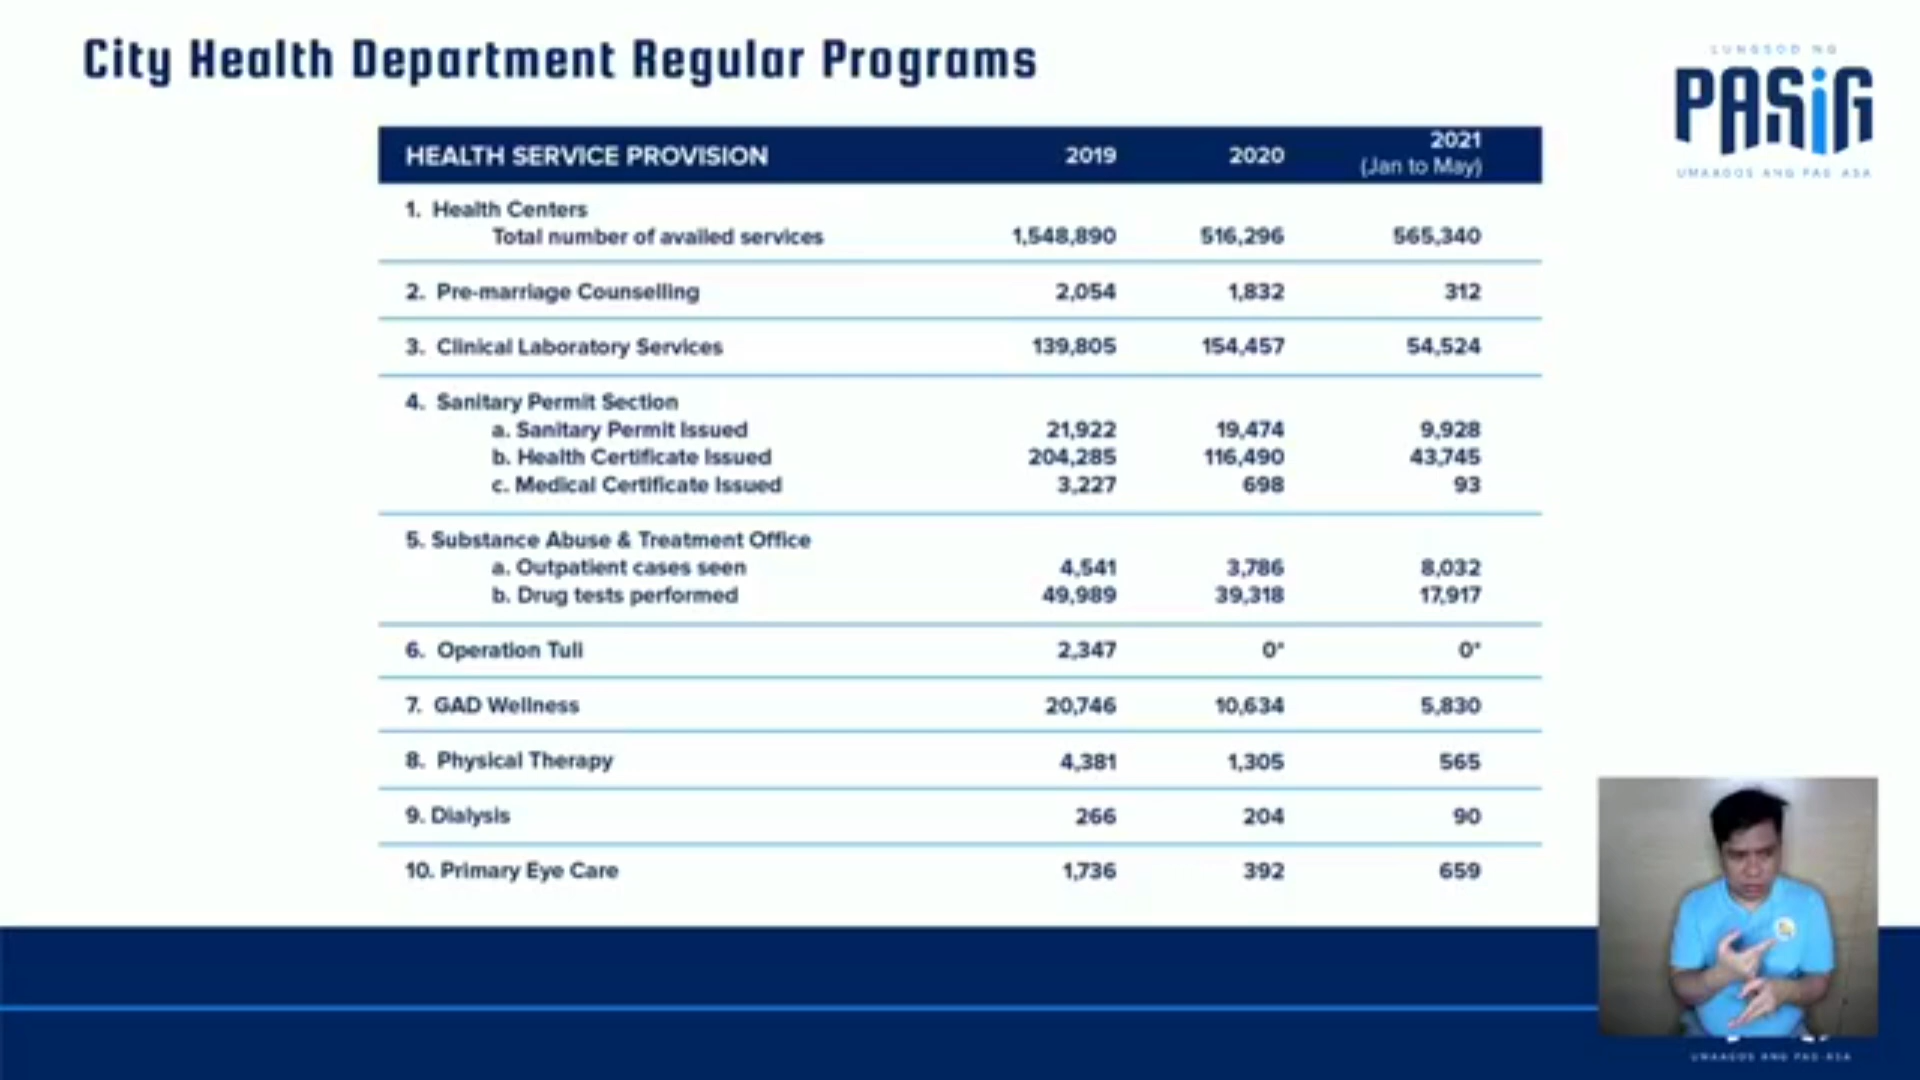 City Health Department Regular Programs
LUNGSOD NG
PASiG
UMAAGOS ANG PAG-ASA
HEALTH SERVICE PROVISION 2019 2020 2021 (Jan to May)
1. Health Centers
Total number of availed services 1,548,890 516,296 565,340
2. Pre-marriage Counselling 2,054 1,832 312
3. Clinical Laboratory Services 139,805 154,457 54,524
4. Sanitary Permit Section
a. Sanitary Permit Issued 21,922 19,474 9,928
b. Health Certificate Issued 204,285 116,490 43,745
c. Medical Certificate Issued 3,227 698 93
5. Substance Abuse & Treatment Office
a. Outpatient cases seen 4,541 3,786 8,032
b. Drug tests performed 49,989 39,318 17,917
6. Operation Tuli 2,347 0* 0*
7. GAD Wellness 20,746 10,634 5,830
8. Physical Therapy 4,381 1,305 565
9. Dialysis 266 204 90
10. Primary Eye Care 1,736 392 659
UMAAGOS ANG PAG-ASA